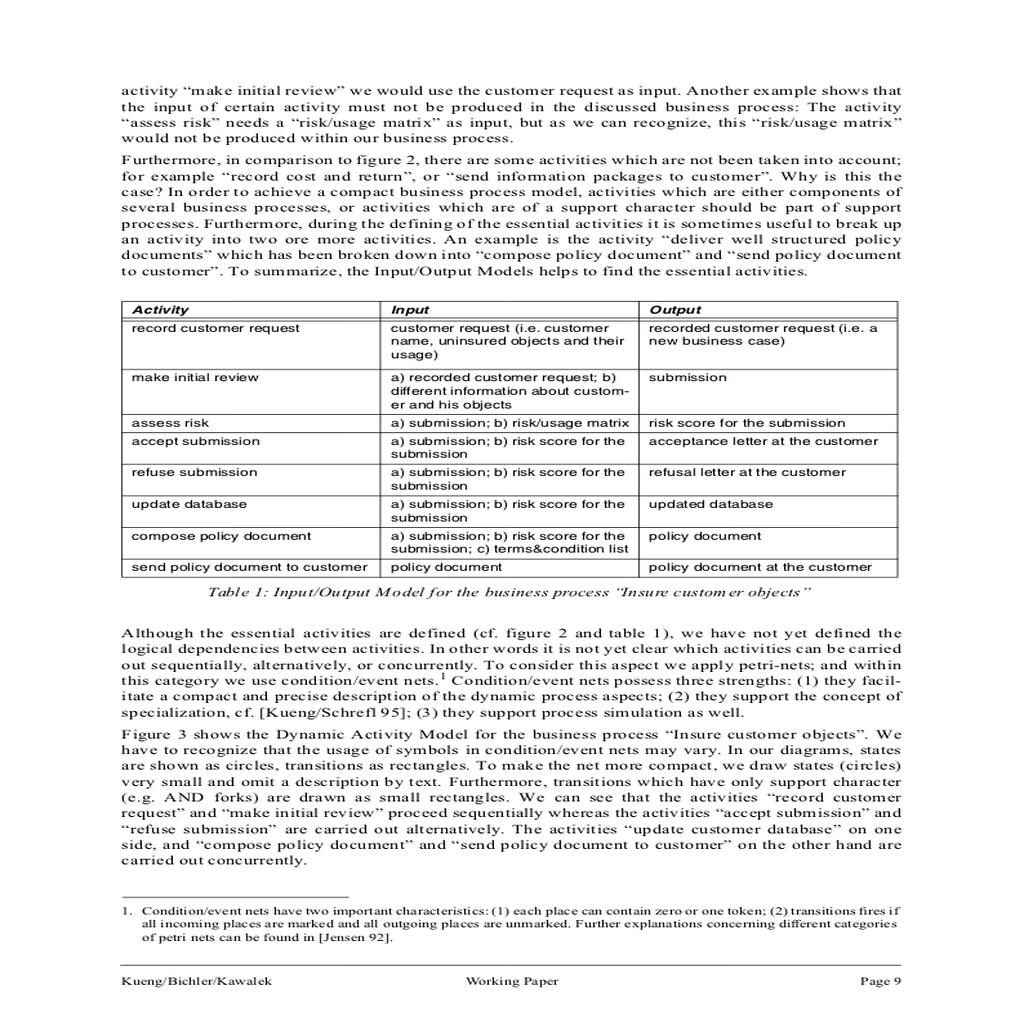 activity “make initial review” we would use the customer request as input. Another example shows that
the input of certain activity must not be produced in the discussed business process: The activity
“assess risk” needs a “risk/usage matrix” as input, but as we can recognize, this “risk/usage matrix”
would not be produced within our business process.
Furthermore, in comparison to figure 2, there are some activities which are not been taken into account;
for example “record cost and return”, or “send information packages to customer”. Why is this the
case? In order to achieve a compact business process model, activities which are either components of
several business processes, or activities which are of a support character should be part of support
processes. Furthermore, during the defining of the essential activities it is sometimes useful to break up
an activity into two ore more activities. An example is the activity “deliver well structured policy
documents” which has been broken down into “compose policy document” and “send policy document
to customer”. To summarize, the Input/Output Models helps to find the essential activities.
Activity Input Output
record customer request customer request (i.e. customer recorded customer request (i.e. a
name, uninsured objects and their new business case)
usage)
make initial review a) recorded customer request; b) submission
different information about custom-
er and his objects
assess risk a) submission; b) risk/usage matrix risk score for the submission
accept submission a) submission; b) risk score for the acceptance letter at the customer
submission
refuse submission a) submission; b) risk score for the refusal letter at the customer
submission
update database a) submission; b) risk score for the updated database
submission
compose policy document a) submission; b) risk score for the policy document
submission; c) terms&condition list
send policy document to customer policy document policy document at the customer
Table 1: Input/Output Model for the business process “Insure customer objects”
Although the essential activities are defined (cf. figure 2 and table 1), we have not yet defined the
logical dependencies between activities. In other words it is not yet clear which activities can be carried
out sequentially, alternatively, or concurrently. To consider this aspect we apply petri-nets; and within
this category we use condition/event nets.1 Condition/event nets possess three strengths: (1) they facil-
itate a compact and precise description of the dynamic process aspects; (2) they support the concept of
specialization, cf. [Kueng/Schrefl 95]; (3) they support process simulation as well.
Figure 3 shows the Dynamic Activity Model for the business process “Insure customer objects”. We
have to recognize that the usage of symbols in condition/event nets may vary. In our diagrams, states
are shown as circles, transitions as rectangles. To make the net more compact, we draw states (circles)
very small and omit a description by text. Furthermore, transitions which have only support character
(e.g. AND forks) are drawn as small rectangles. We can see that the activities “record customer
request” and “make initial review” proceed sequentially whereas the activities “accept submission” and
“refuse submission” are carried out alternatively. The activities “update customer database” on one
side, and “compose policy document” and “send policy document to customer” on the other hand are
carried out concurrently.
1. Condition/event nets have two important characteristics: (1) each place can contain zero or one token; (2) transitions fires if
all incoming places are marked and all outgoing places are unmarked. Further explanations concerning different categories
of petri nets can be found in [Jensen 92].
Kueng/Bichler/Kawalek Working Paper Page 9